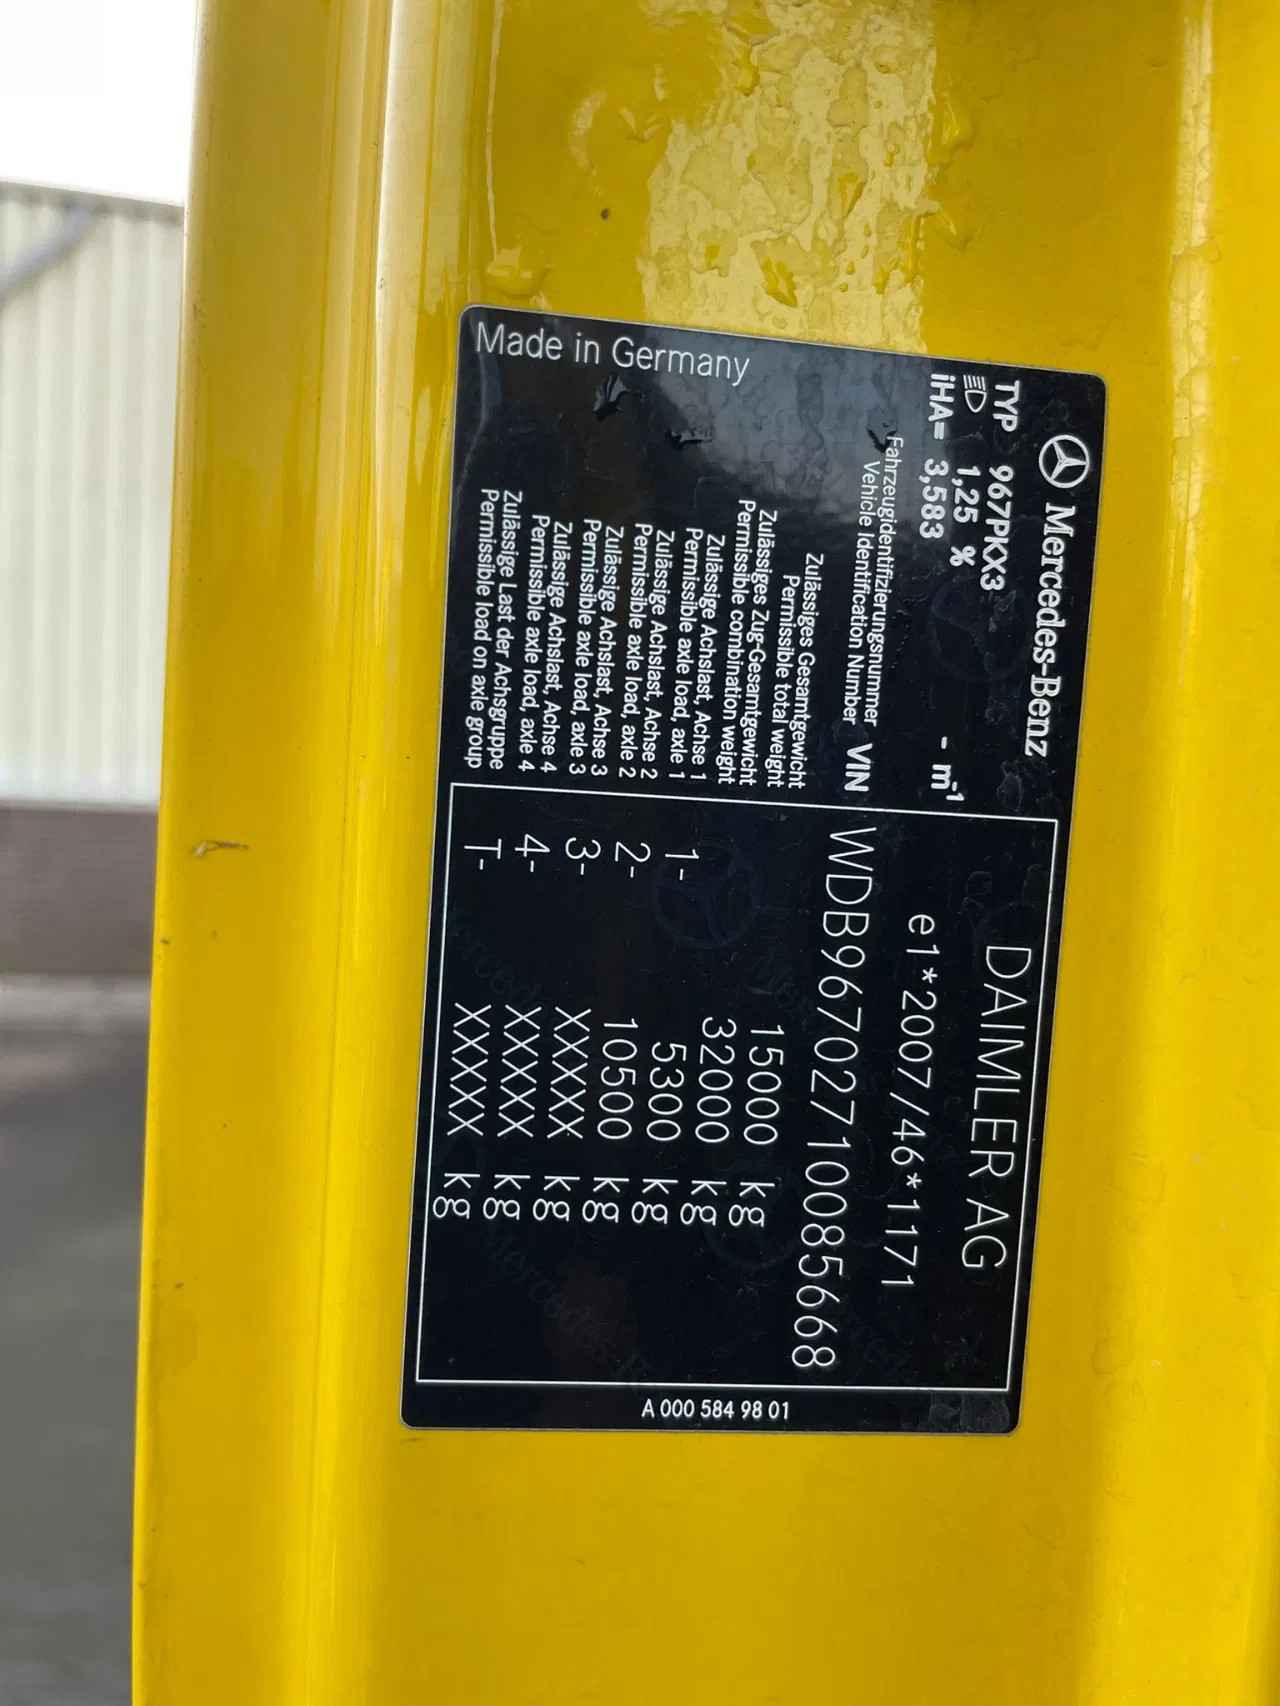 Mercedes-Benz
TYP 967PKX3
1,25 %
iHA= 3,583 - m-1
DAIMLER AG
e1*2007/46*1171
Fahrzeugidentifizierungsnummer
Vehicle Identification Number VIN WDB96702710085668
Zulässiges Gesamtgewicht
Permissible total weight 15000 kg
Zulässiges Zug-Gesamtgewicht
Permissible combination weight 32000 kg
Zulässige Achslast, Achse 1
Permissible axle load, axle 1 1- 5300 kg
Zulässige Achslast, Achse 2
Permissible axle load, axle 2 2- 10500 kg
Zulässige Achslast, Achse 3
Permissible axle load, axle 3 3- XXXXX kg
Zulässige Achslast, Achse 4
Permissible axle load, axle 4 4- XXXXX kg
Zulässige Last der Achsgruppe
Permissible load on axle group T- XXXXX kg
Made in Germany
A 000 584 98 01